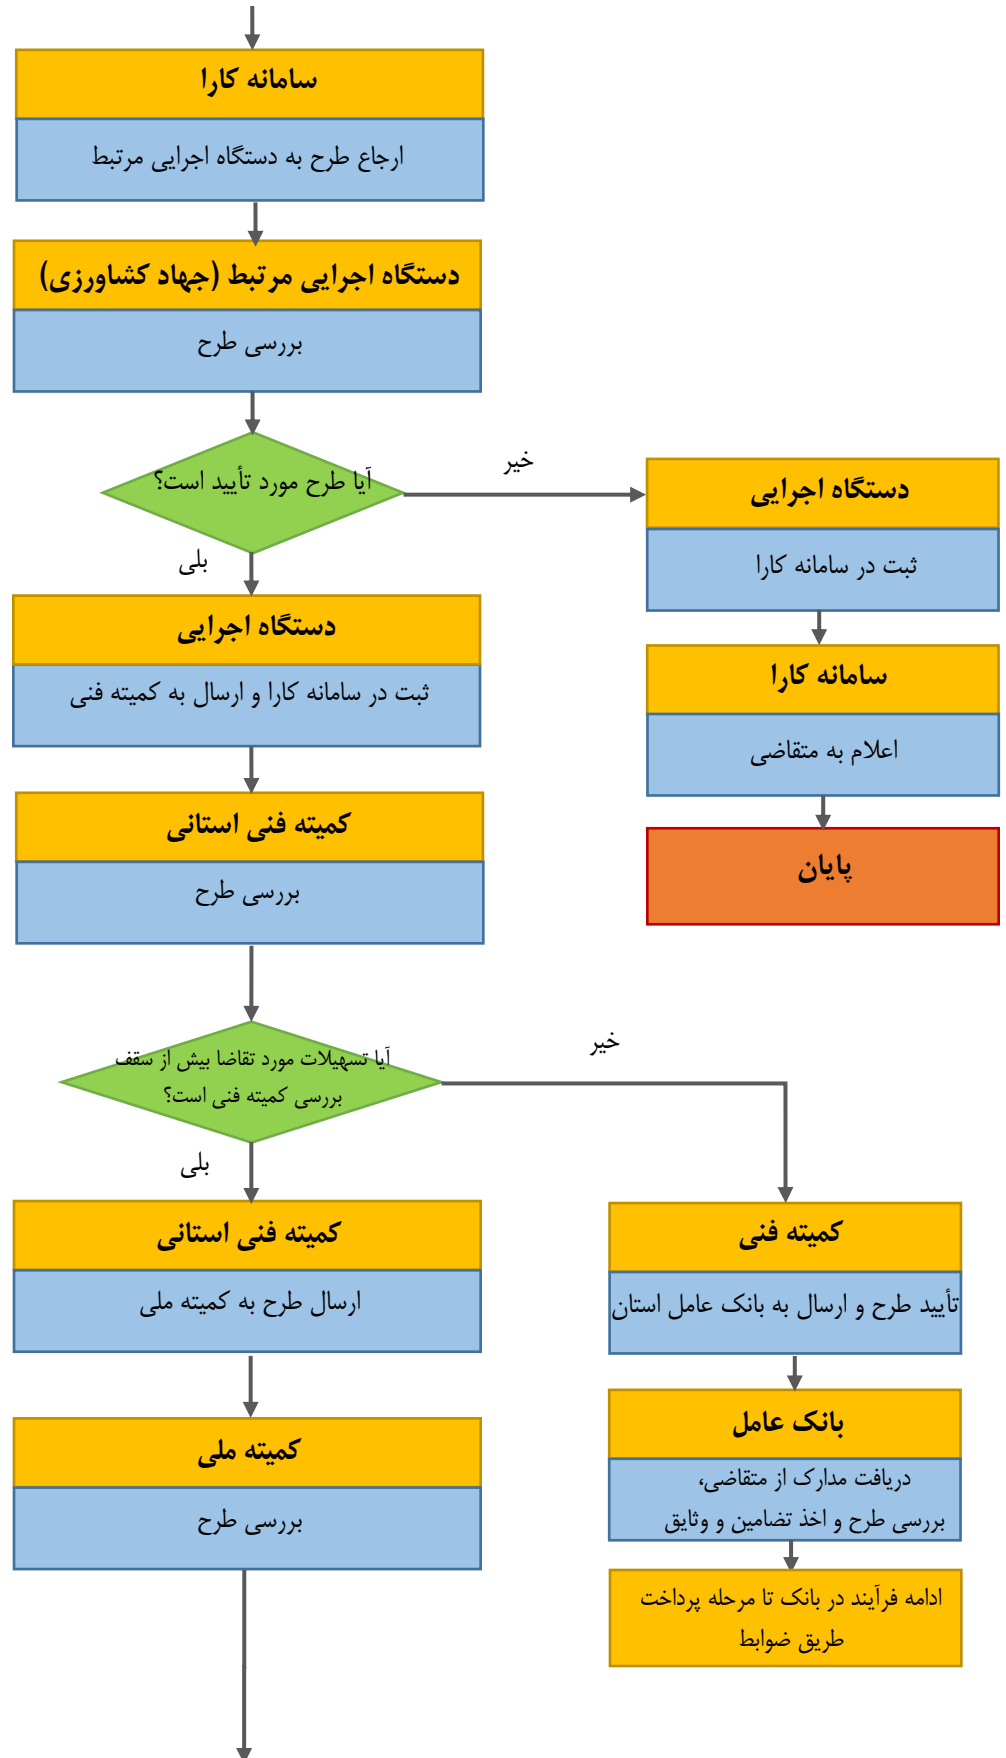 سامانه کارا
ارجاع طرح به دستگاه اجرایی مرتبط
دستگاه اجرایی مرتبط (جهاد کشاورزی)
بررسی طرح
آیا طرح مورد تأیید است؟
خیر
بلی
دستگاه اجرایی
ثبت در سامانه کارا
سامانه کارا
اعلام به متقاضی
پایان
دستگاه اجرایی
ثبت در سامانه کارا و ارسال به کمیته فنی
کمیته فنی استانی
بررسی طرح
آیا تسهیلات مورد تقاضا بیش از سقف
بررسی کمیته فنی است؟
خیر
بلی
کمیته فنی
تأیید طرح و ارسال به بانک عامل استان
بانک عامل
دریافت مدارک از متقاضی،
بررسی طرح و اخذ تضامین و وثایق
ادامه فرآیند در بانک تا مرحله پرداخت
طریق ضوابط
کمیته فنی استانی
ارسال طرح به کمیته ملی
کمیته ملی
بررسی طرح